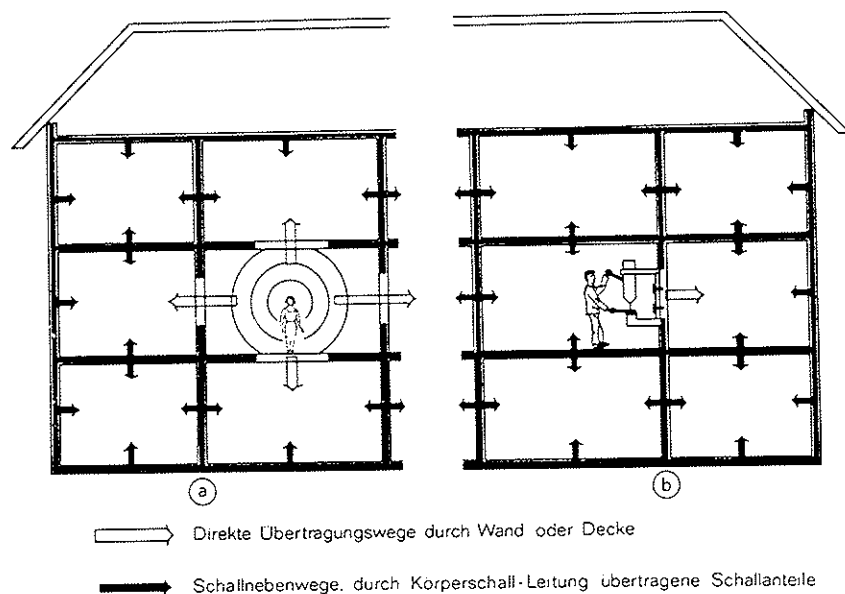 a
b
Direkte Übertragungswege durch Wand oder Decke
Schallnebenwege, durch Körperschall-Leitung übertragene Schallanteile